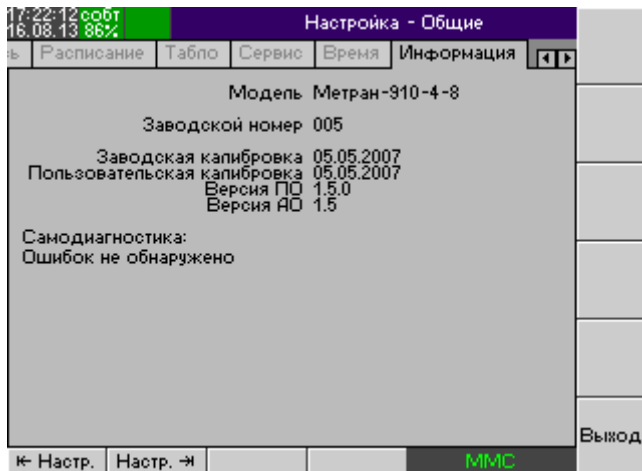 17:22:12 собт
16.08.13 86%
Настройка - Общие
ь Расписание Табло Сервис Время Информация
Модель Метран-910-4-8
Заводской номер 005
Заводская калибровка 05.05.2007
Пользовательская калибровка 05.05.2007
Версия ПО 1.5.0
Версия АО 1.5
Самодиагностика:
Ошибок не обнаружено
Выход
Настр. Настр. ММС